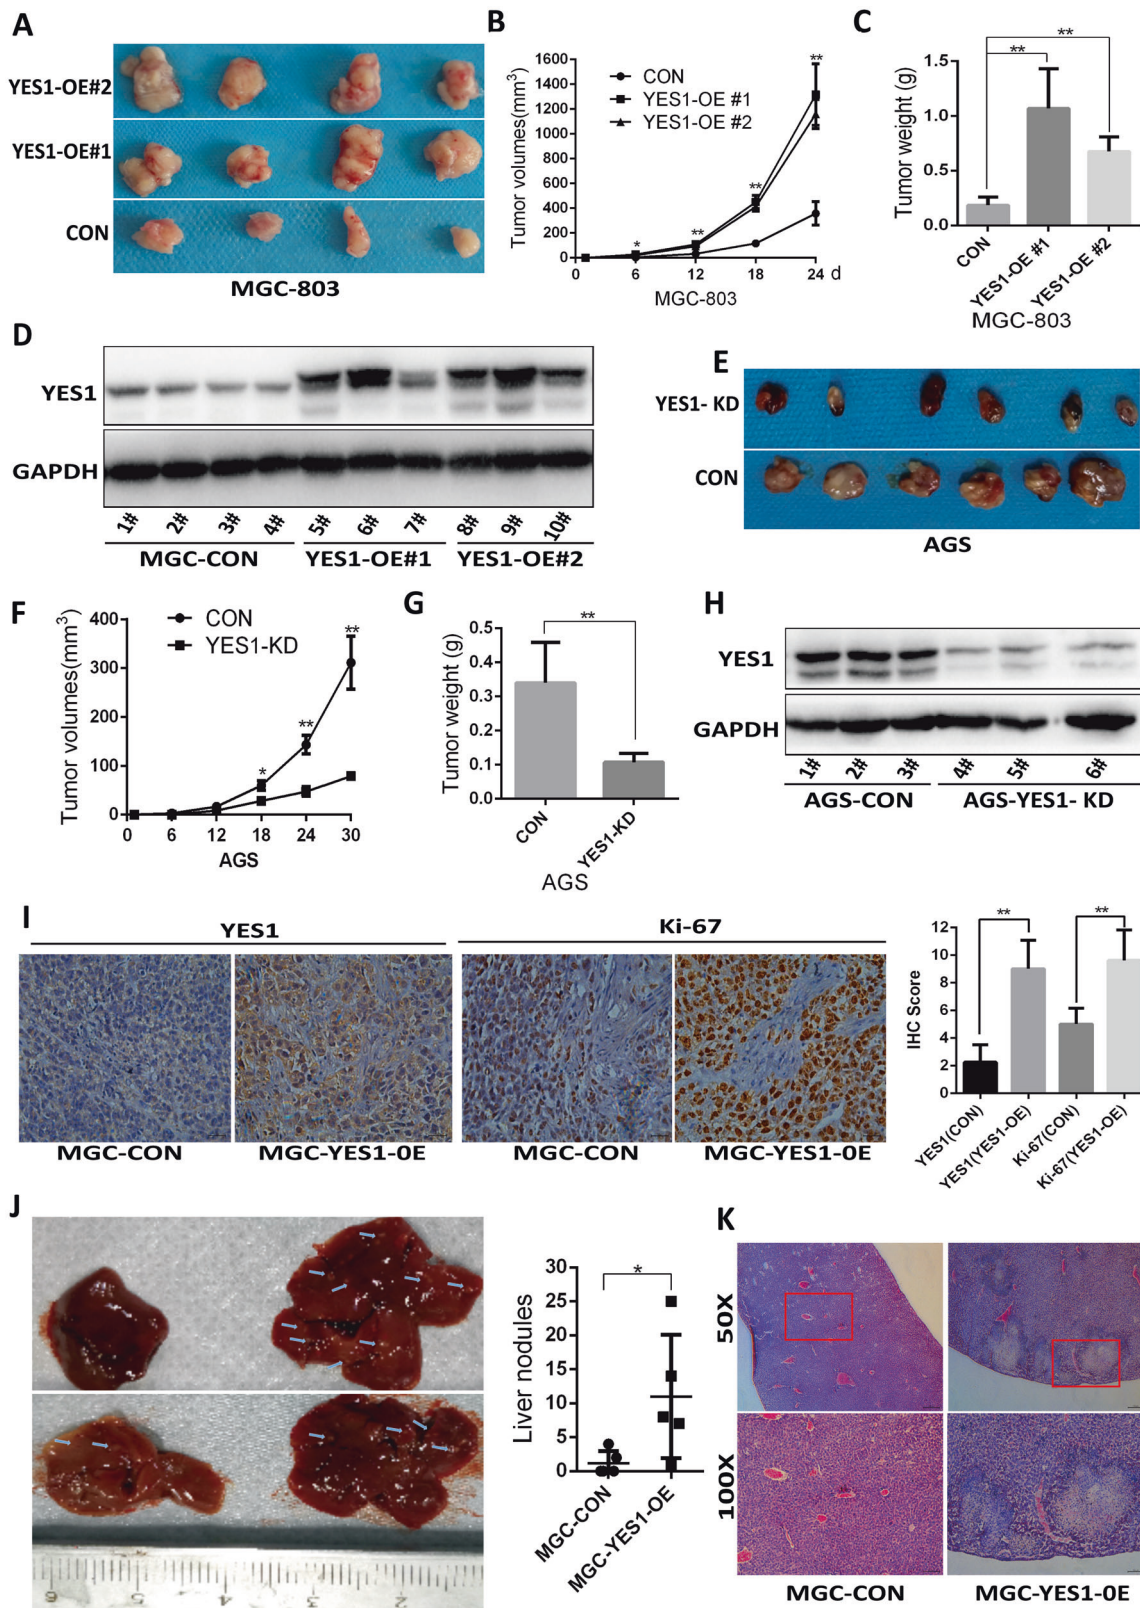 A
YES1-OE#2
YES1-OE#1
CON
MGC-803
B
Tumor volumes(mm3)
1600
1400
1200
1000
800
600
400
200
0
CON
YES1-OE #1
YES1-OE #2
*
**
**
**
0 6 12 18 24 d
MGC-803
C
Tumor weight (g)
1.5
1.0
0.5
0.0
**
**
CON
YES1-OE #1
YES1-OE #2
MGC-803
D
YES1
GAPDH
1# 2# 3# 4# 5# 6# 7# 8# 9# 10#
MGC-CON YES1-OE#1 YES1-OE#2
E
YES1- KD
CON
AGS
F
Tumor volumes(mm3)
400
300
200
100
0
CON
YES1-KD
*
**
**
0 6 12 18 24 30
AGS
G
Tumor weight (g)
0.5
0.4
0.3
0.2
0.1
0.0
**
CON
YES1-KD
AGS
H
YES1
GAPDH
1# 2# 3# 4# 5# 6#
AGS-CON AGS-YES1- KD
I
YES1 Ki-67
MGC-CON MGC-YES1-0E MGC-CON MGC-YES1-0E
IHC Score
12
10
8
6
4
2
0
**
**
YES1(CON)
YES1(YES1-OE)
Ki-67(CON)
Ki-67(YES1-OE)
J
6 5 4 3 2
Liver nodules
30
25
20
15
10
5
0
*
MGC-CON
MGC-YES1-OE
K
50X
100X
MGC-CON MGC-YES1-0E